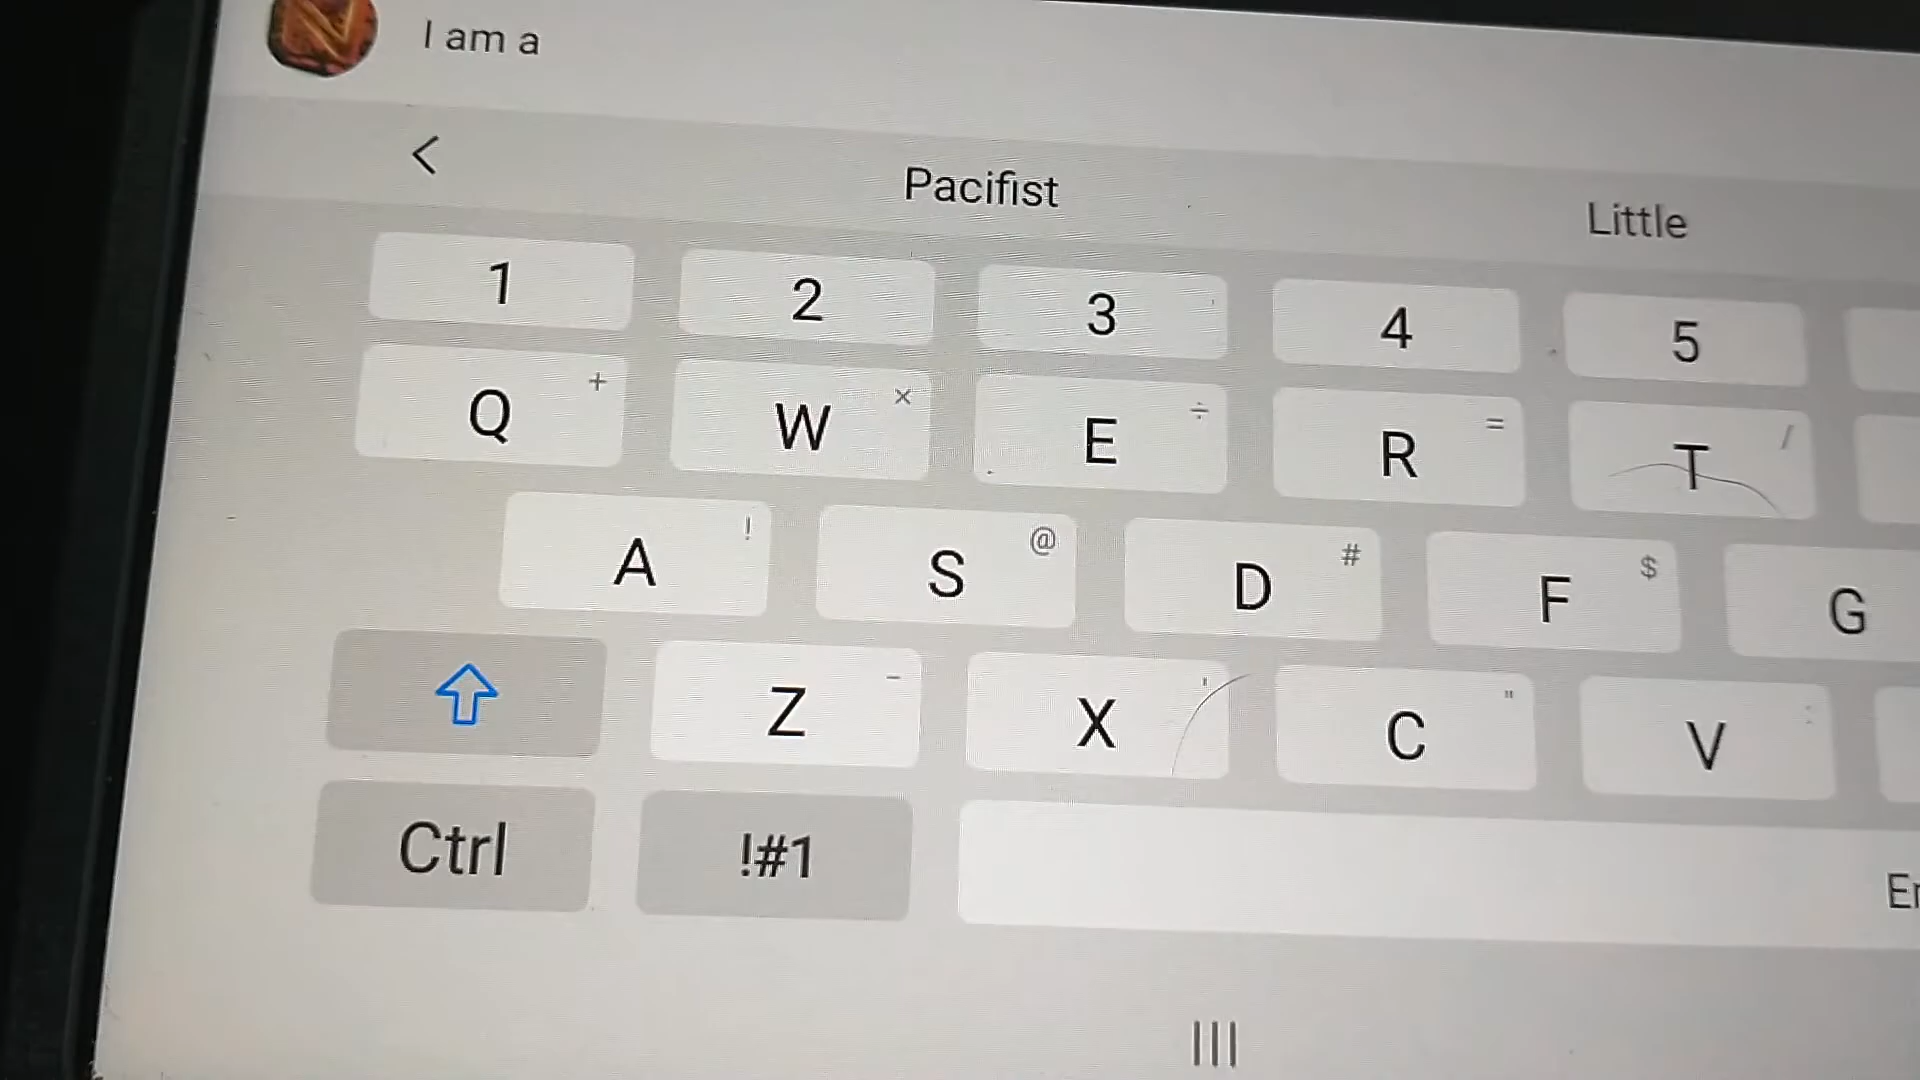 I am a
< Pacifist Little
1 2 3 4 5
Q + W × E ÷ R = T /
A ! S @ D # F $ G
Z - X ' C " V :
Ctrl !#1